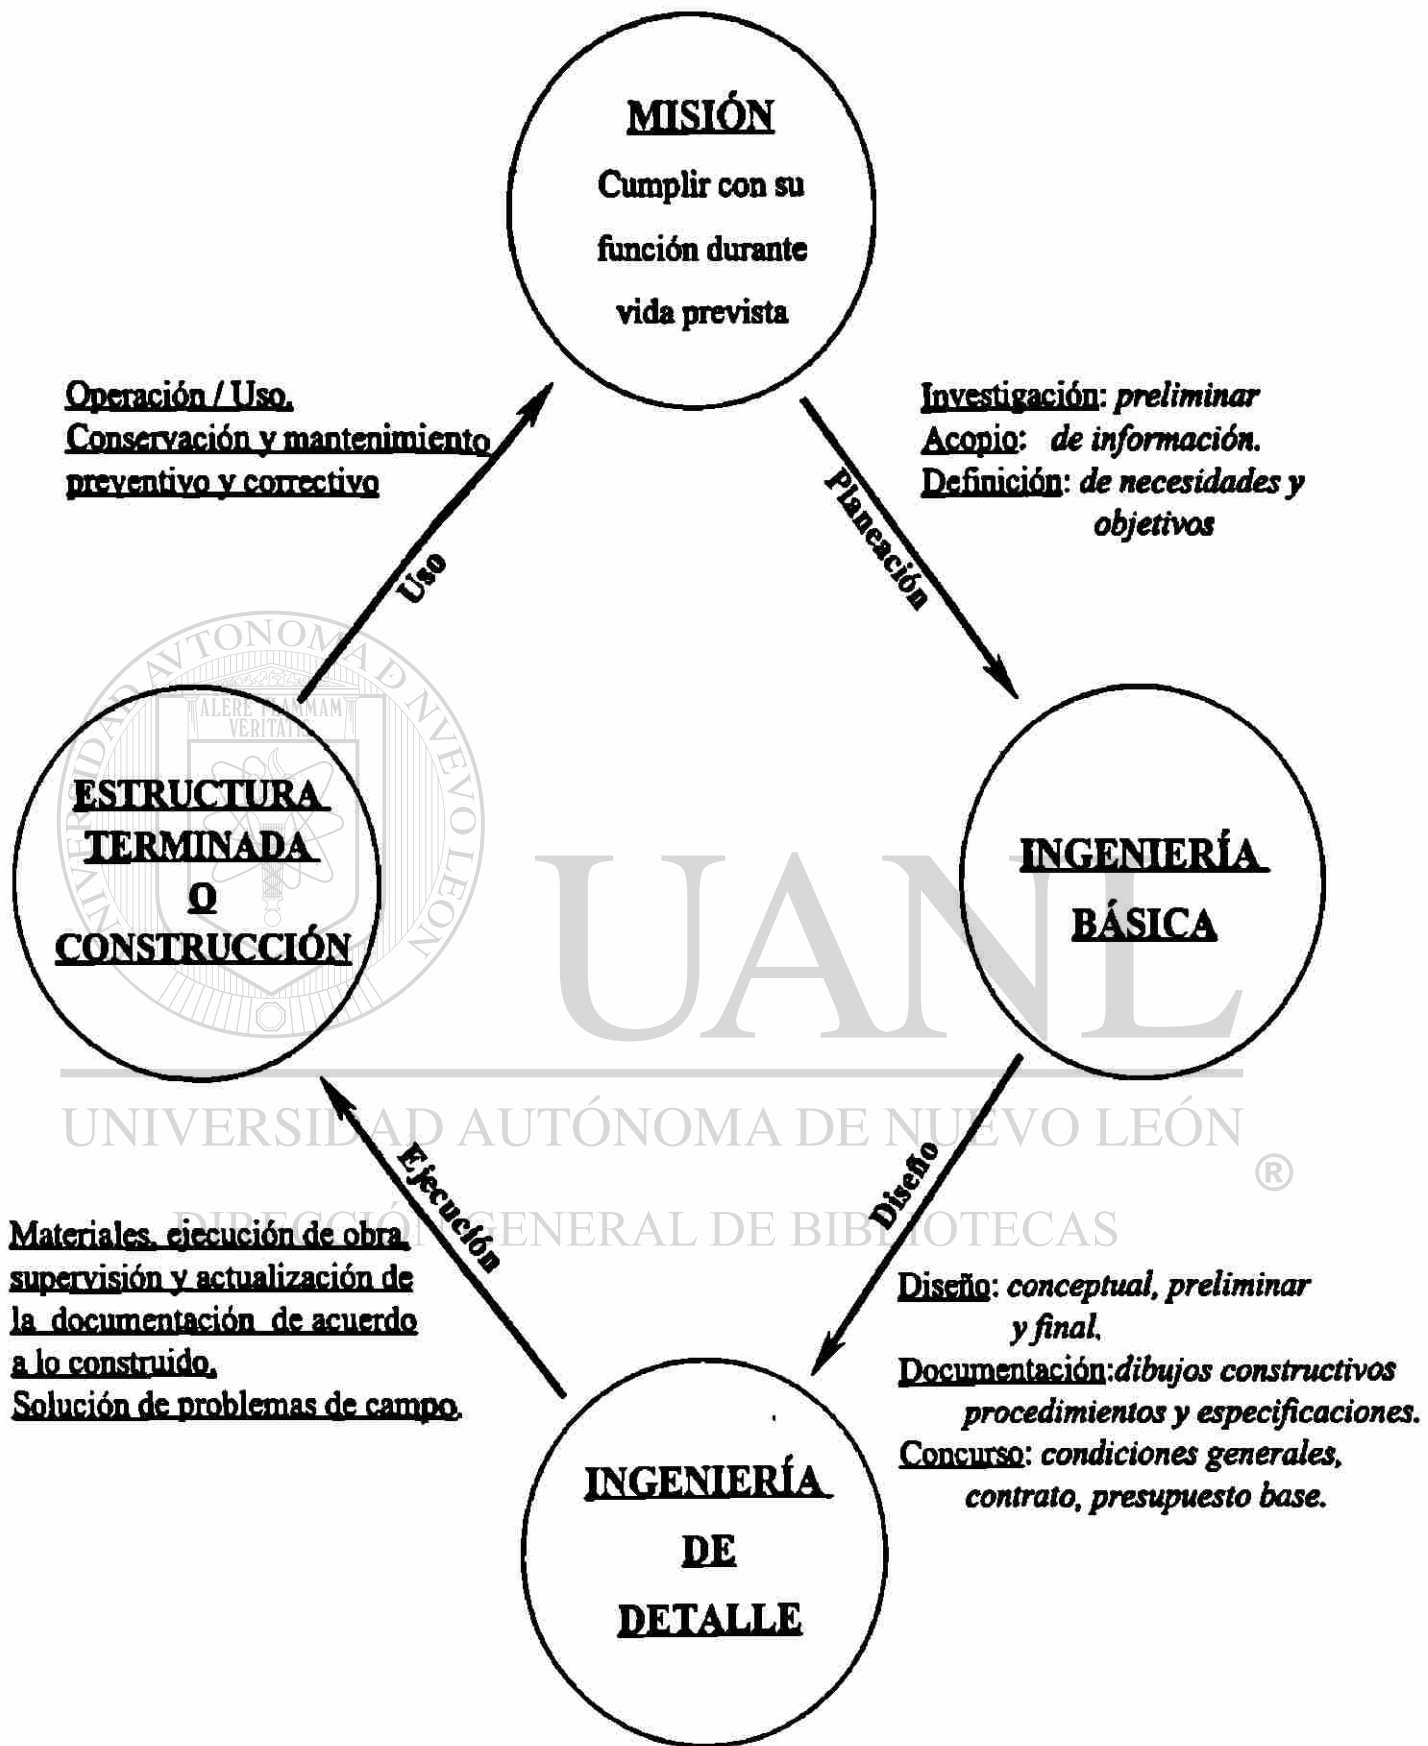 MISIÓN
Cumplir con su
función durante
vida prevista
Operación / Uso.
Conservación y mantenimiento
preventivo y correctivo
Uso
Investigación: preliminar
Acopio: de información.
Definición: de necesidades y
objetivos
Planeación
ESTRUCTURA
TERMINADA
O
CONSTRUCCIÓN
INGENIERÍA
BÁSICA
UNIVERSIDAD AVTONOMA D NVEVO LEON
ALERE FLAMMAM
VERITATIS
UANL
UNIVERSIDAD AUTÓNOMA DE NUEVO LEÓN
®
DIRECCIÓN GENERAL DE BIBLIOTECAS
Ejecución
Diseño
Materiales, ejecución de obra,
supervisión y actualización de
la documentación de acuerdo
a lo construido.
Solución de problemas de campo.
Diseño: conceptual, preliminar
y final.
Documentación:dibujos constructivos
procedimientos y especificaciones.
Concurso: condiciones generales,
contrato, presupuesto base.
INGENIERÍA
DE
DETALLE